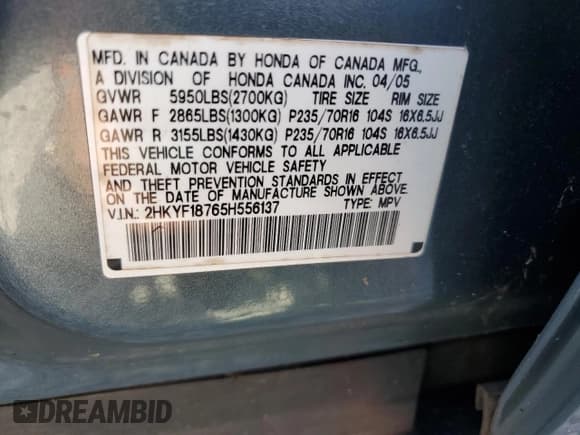 MFD. IN CANADA BY HONDA OF CANADA MFG.,
A DIVISION OF HONDA CANADA INC. 04/05
GVWR 5950LBS(2700KG) TIRE SIZE RIM SIZE
GAWR F 2865LBS(1300KG) P235/70R16 104S 16X6.5JJ
GAWR R 3155LBS(1430KG) P235/70R16 104S 16X6.5JJ
THIS VEHICLE CONFORMS TO ALL APPLICABLE
FEDERAL MOTOR VEHICLE SAFETY
AND THEFT PREVENTION STANDARDS IN EFFECT
ON THE DATE OF MANUFACTURE SHOWN ABOVE.
V.I.N.: 2HKYF18765H556137 TYPE: MPV
DREAMBID